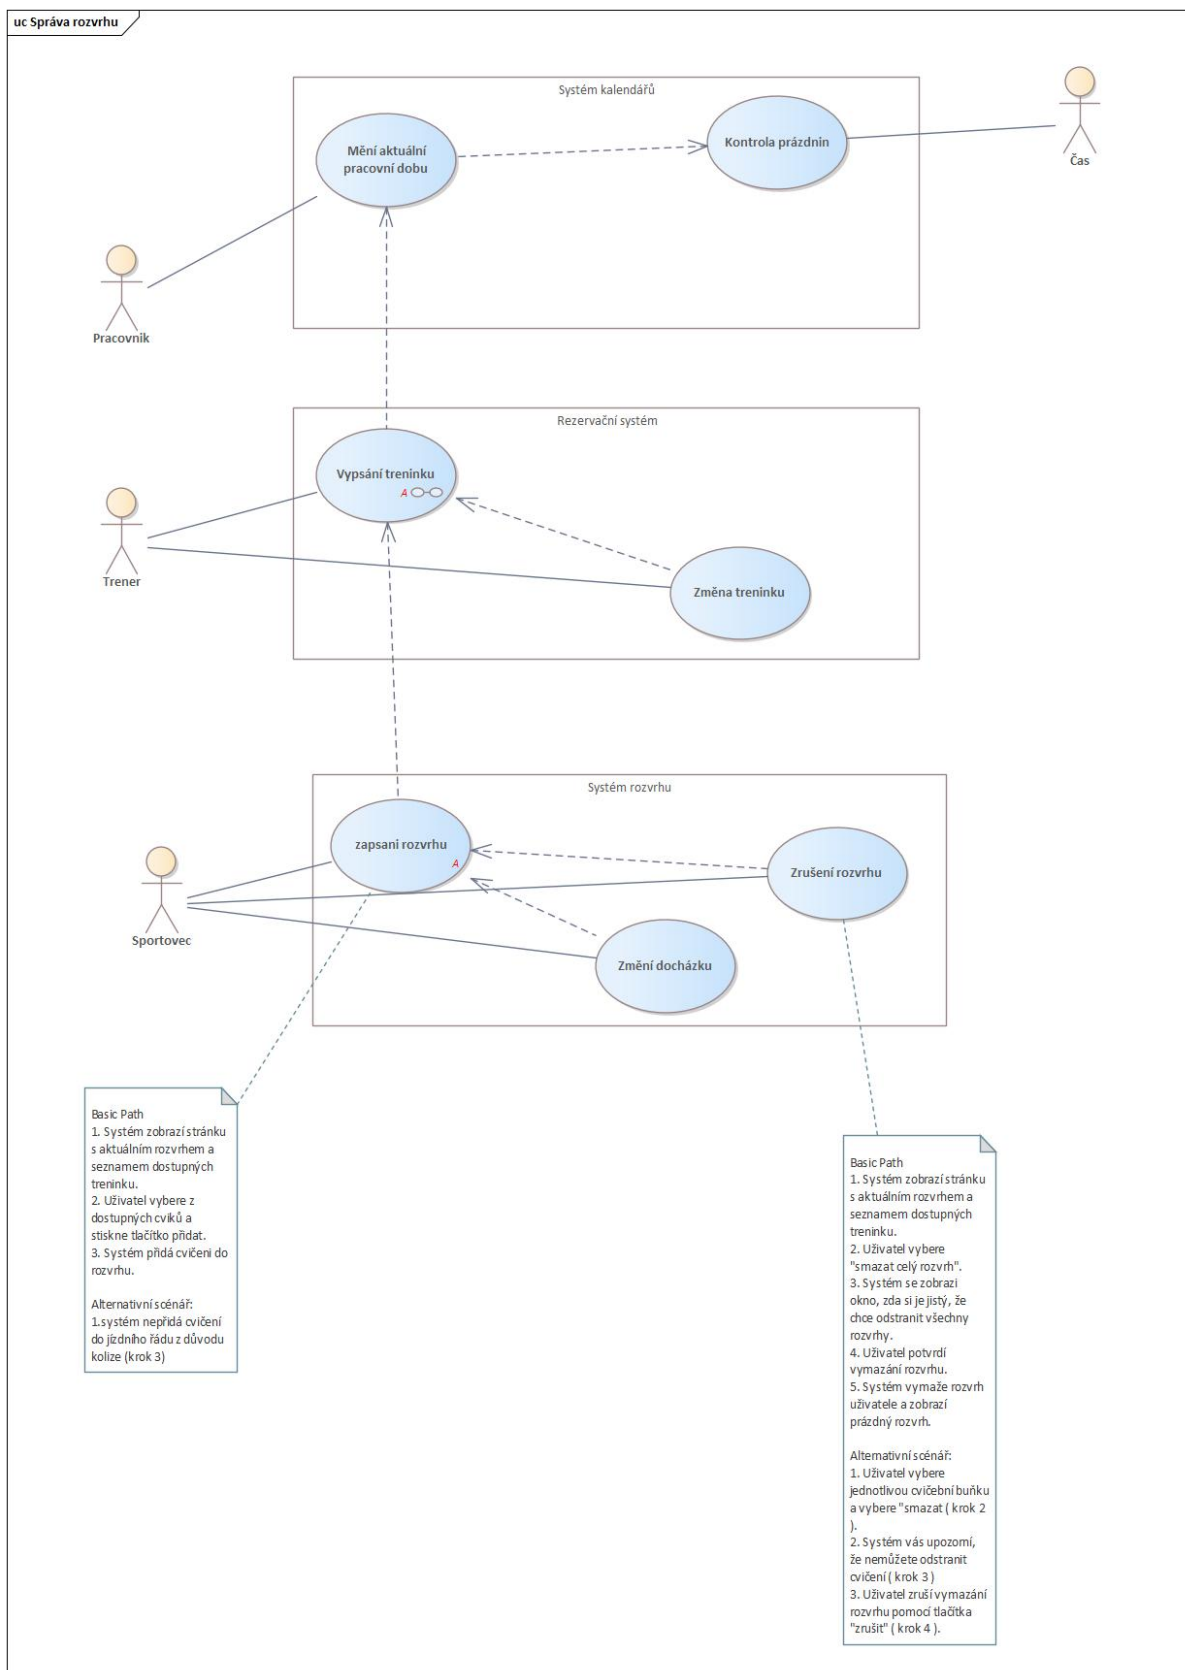 uc Správa rozvrhu
Systém kalendářů
Mění aktuální
pracovní dobu
Kontrola prázdnin
Čas
Pracovnik
Rezervační systém
Vypsání treninku
A
Trener
Změna treninku
Systém rozvrhu
zapsani rozvrhu
A
Zrušení rozvrhu
Sportovec
Změní docházku
Basic Path
1. Systém zobrazí stránku
s aktuálním rozvrhem a
seznamem dostupných
treninku.
2. Uživatel vybere z
dostupných cviků a
stiskne tlačítko přidat.
3. Systém přidá cvičeni do
rozvrhu.
Alternativní scénář:
1.systém nepřidá cvičení
do jízdního řádu z důvodu
kolize (krok 3)
Basic Path
1. Systém zobrazí stránku
s aktuálním rozvrhem a
seznamem dostupných
treninku.
2. Uživatel vybere
"smazat celý rozvrh".
3. Systém se zobrazi
okno, zda si je jistý, že
chce odstranit všechny
rozvrhy.
4. Uživatel potvrdí
vymazání rozvrhu.
5. Systém vymaže rozvrh
uživatele a zobrazí
prázdný rozvrh.
Alternativní scénář:
1. Uživatel vybere
jednotlivou cvičební buňku
a vybere "smazat ( krok 2
).
2. Systém vás upozorní,
že nemůžete odstranit
cvičení ( krok 3 )
3. Uživatel zruší vymazání
rozvrhu pomocí tlačítka
"zrušit" ( krok 4 ).